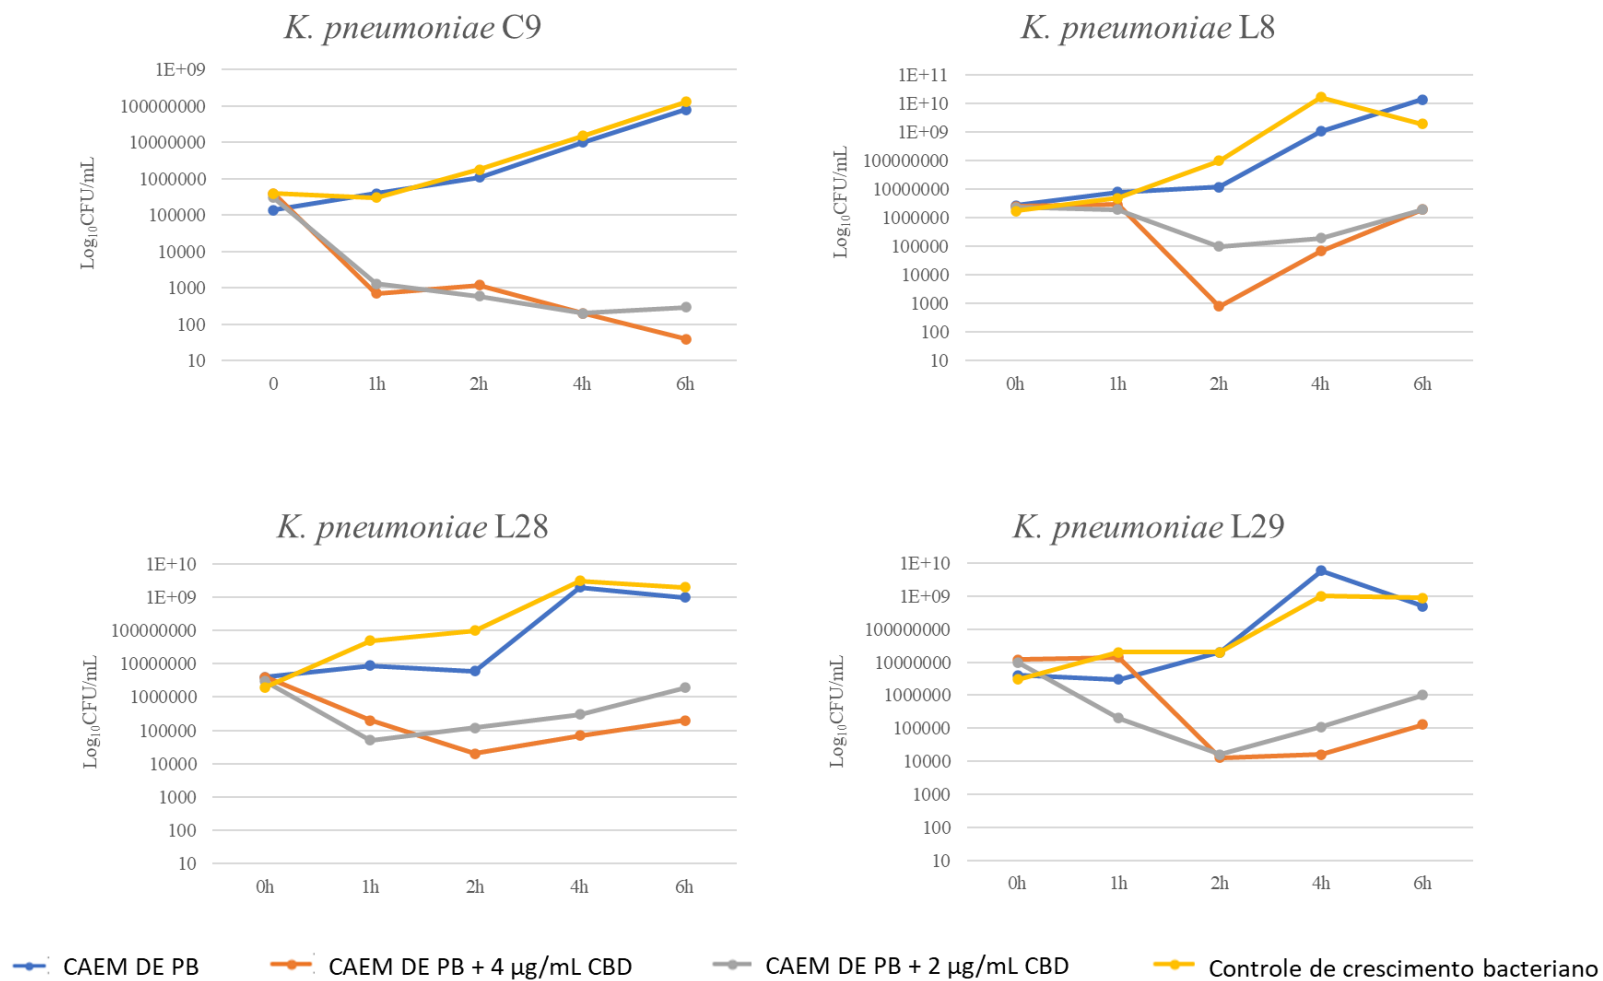 K. pneumoniae C9
Log10CFU/mL
1E+09
100000000
10000000
1000000
100000
10000
1000
100
10
0 1h 2h 4h 6h
K. pneumoniae L8
Log10CFU/mL
1E+11
1E+10
1E+09
100000000
10000000
1000000
100000
10000
1000
100
10
0h 1h 2h 4h 6h
K. pneumoniae L28
Log10CFU/mL
1E+10
1E+09
100000000
10000000
1000000
100000
10000
1000
100
10
0h 1h 2h 4h 6h
K. pneumoniae L29
Log10CFU/mL
1E+10
1E+09
100000000
10000000
1000000
100000
10000
1000
100
10
0h 1h 2h 4h 6h
CAEM DE PB CAEM DE PB + 4 µg/mL CBD CAEM DE PB + 2 µg/mL CBD Controle de crescimento bacteriano